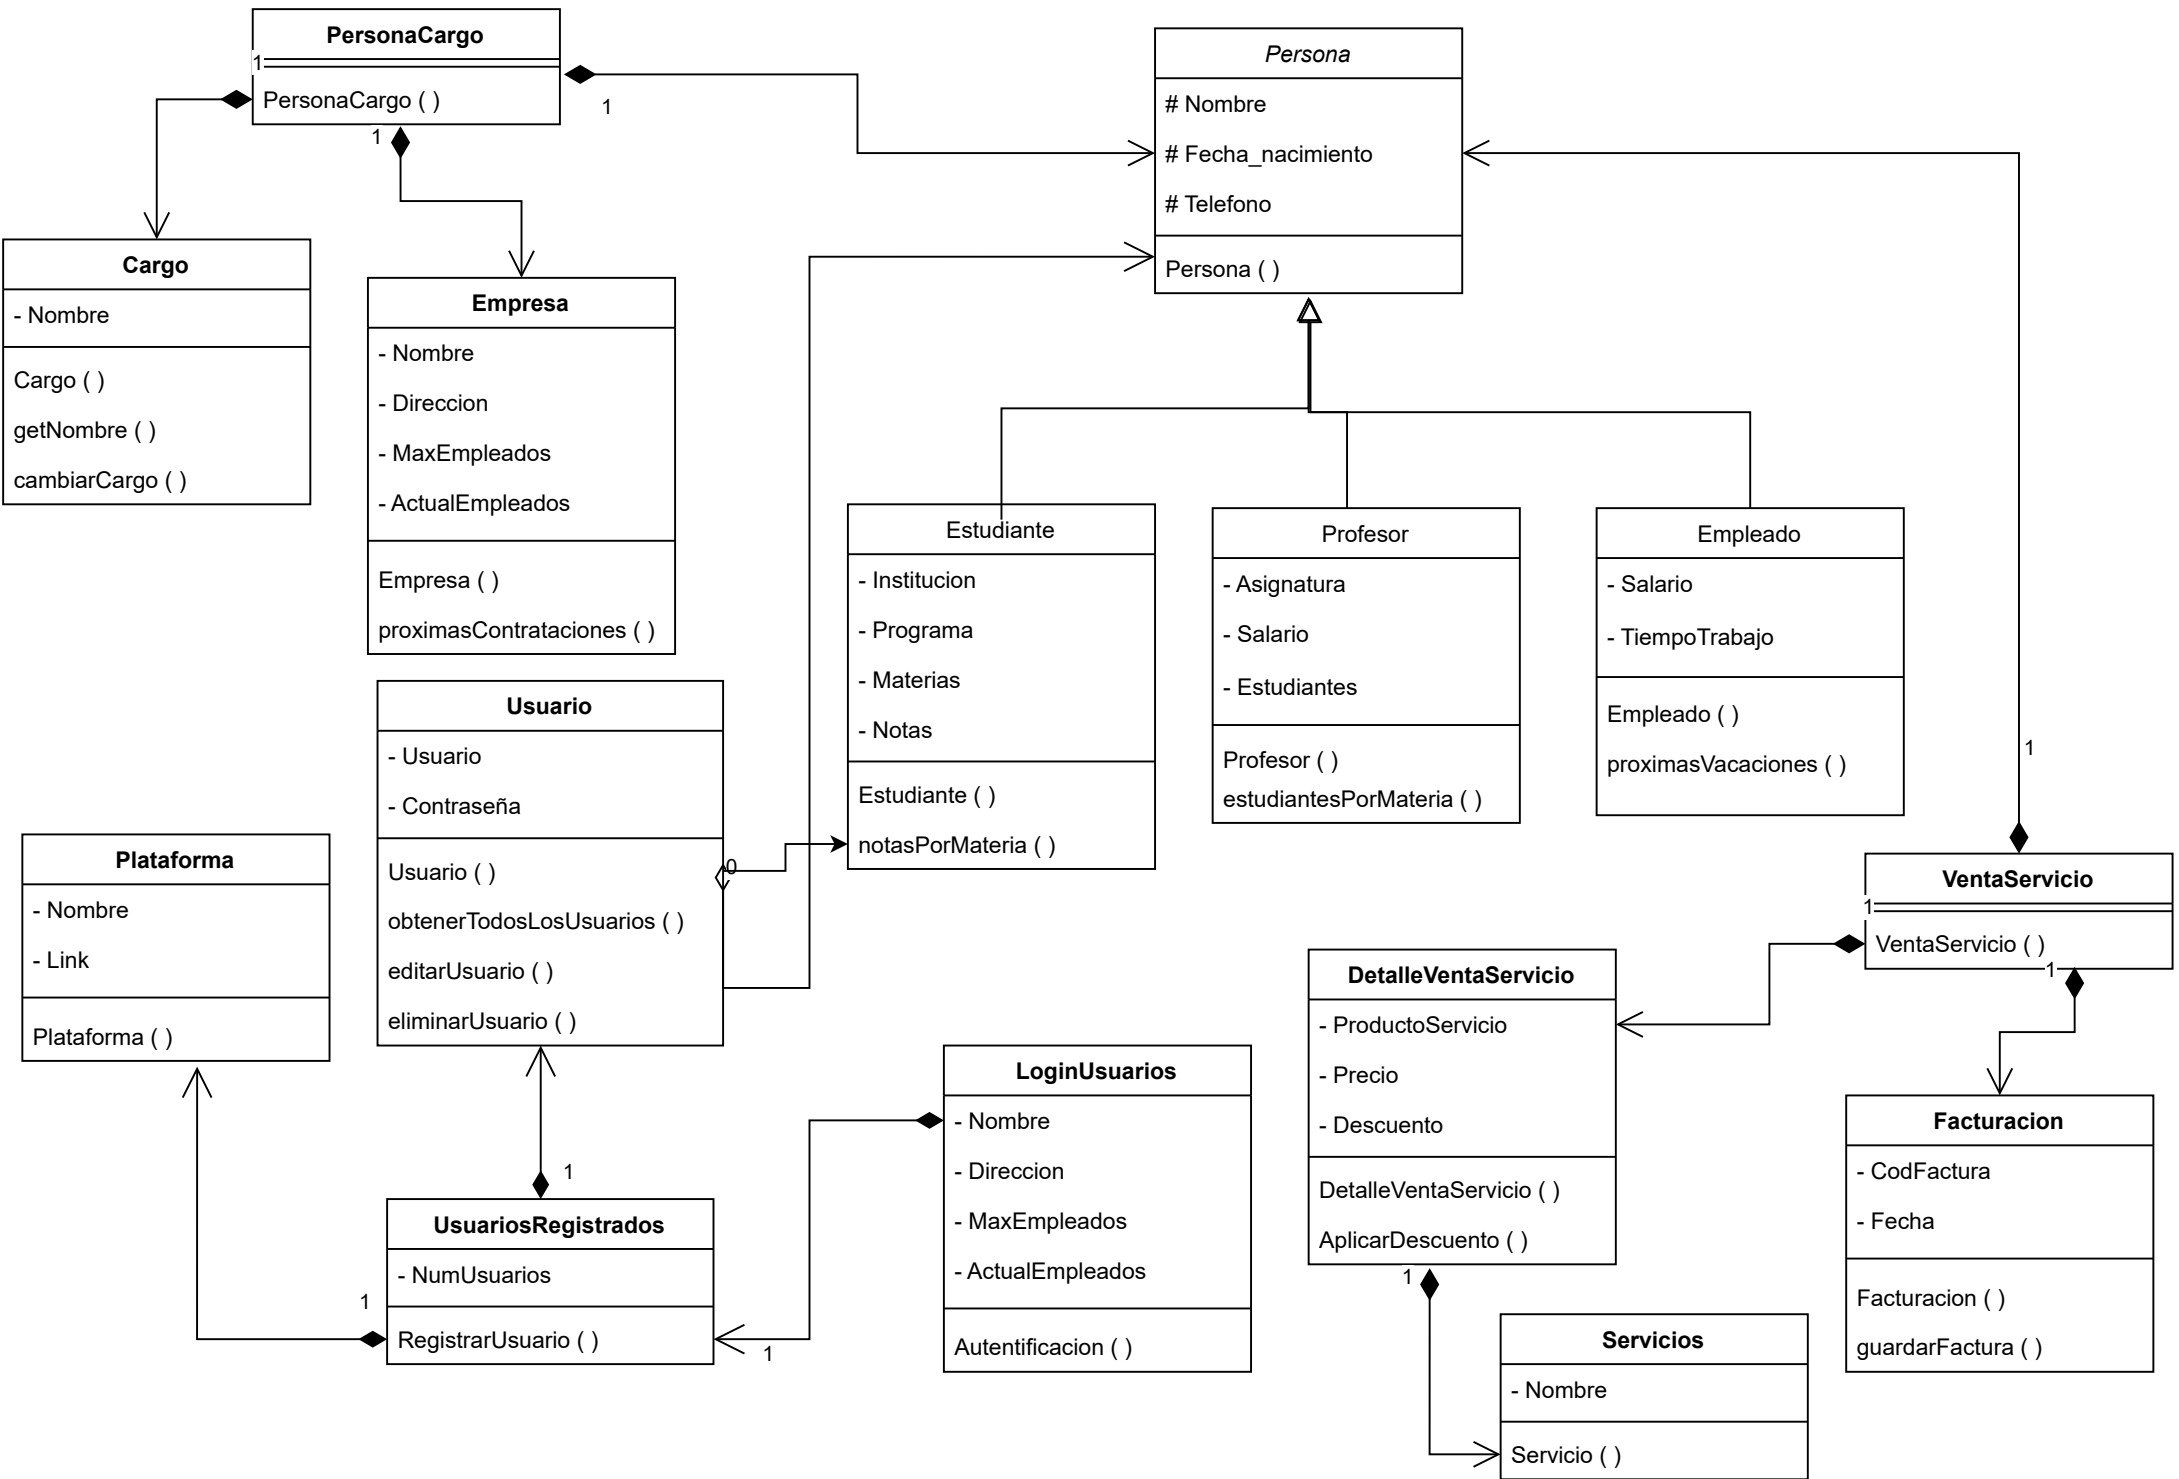 PersonaCargo
1
PersonaCargo ( )
1
1
Persona
# Nombre
# Fecha_nacimiento
# Telefono
Persona ( )
Cargo
- Nombre
Cargo ( )
getNombre ( )
cambiarCargo ( )
Empresa
- Nombre
- Direccion
- MaxEmpleados
- ActualEmpleados
Empresa ( )
proximasContrataciones ( )
Estudiante
- Institucion
- Programa
- Materias
- Notas
Estudiante ( )
notasPorMateria ( )
Profesor
- Asignatura
- Salario
- Estudiantes
Profesor ( )
estudiantesPorMateria ( )
Empleado
- Salario
- TiempoTrabajo
Empleado ( )
proximasVacaciones ( )
Usuario
- Usuario
- Contraseña
Usuario ( )
obtenerTodosLosUsuarios ( )
editarUsuario ( )
eliminarUsuario ( )
0
Plataforma
- Nombre
- Link
Plataforma ( )
1
VentaServicio
1
VentaServicio ( )
1
DetalleVentaServicio
- ProductoServicio
- Precio
- Descuento
DetalleVentaServicio ( )
AplicarDescuento ( )
1
LoginUsuarios
- Nombre
- Direccion
- MaxEmpleados
- ActualEmpleados
Autentificacion ( )
1
Facturacion
- CodFactura
- Fecha
Facturacion ( )
guardarFactura ( )
1
UsuariosRegistrados
- NumUsuarios
RegistrarUsuario ( )
1
Servicios
- Nombre
Servicio ( )